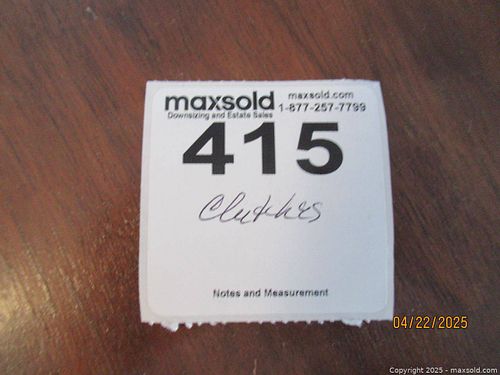 maxsold
Downsizing and Estate Sales
maxsold.com
1-877-257-7799
415
Clutches
Notes and Measurement
04/22/2025
Copyright 2025 - maxsold.com